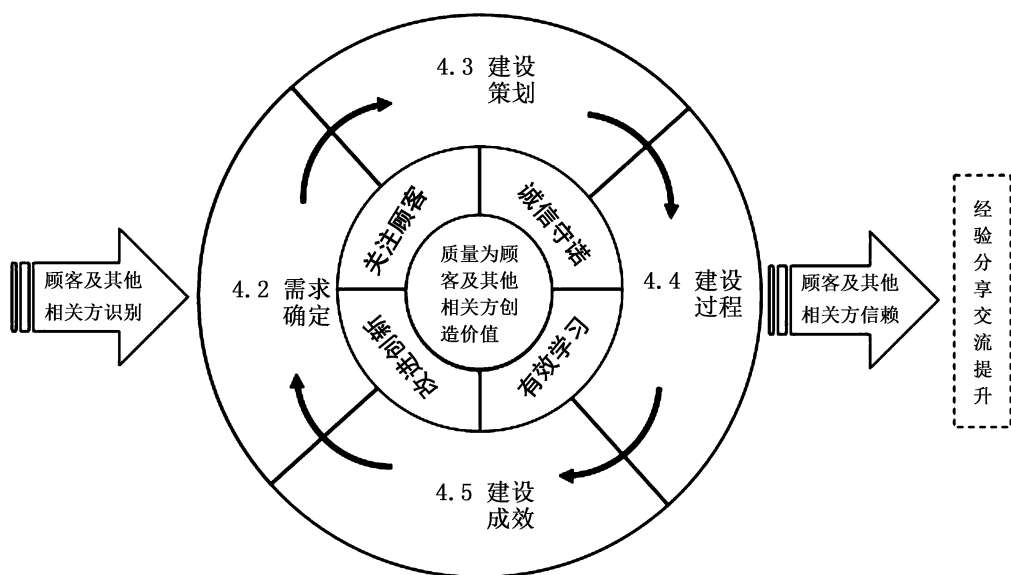 4.3 建设
策划
关注顾客
诚信守诺
顾客及其他
相关方识别
4.2 需求
确定
质量为顾
客及其他
相关方创
造价值
4.4 建设
过程
顾客及其他
相关方信赖
经
验
分
享
交
流
提
升
改进创新
有效学习
4.5 建设
成效